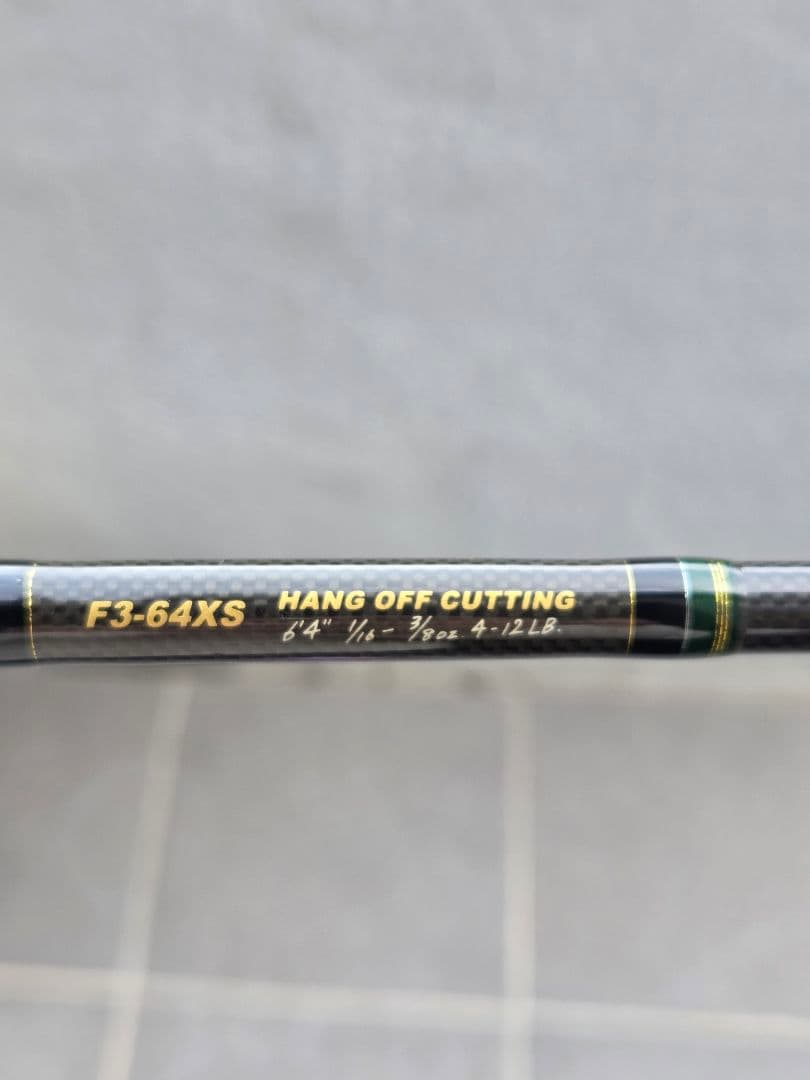 F3-64XS
HANG OFF CUTTING
6'4" 1/16 - 3/8oz. 4-12LB.